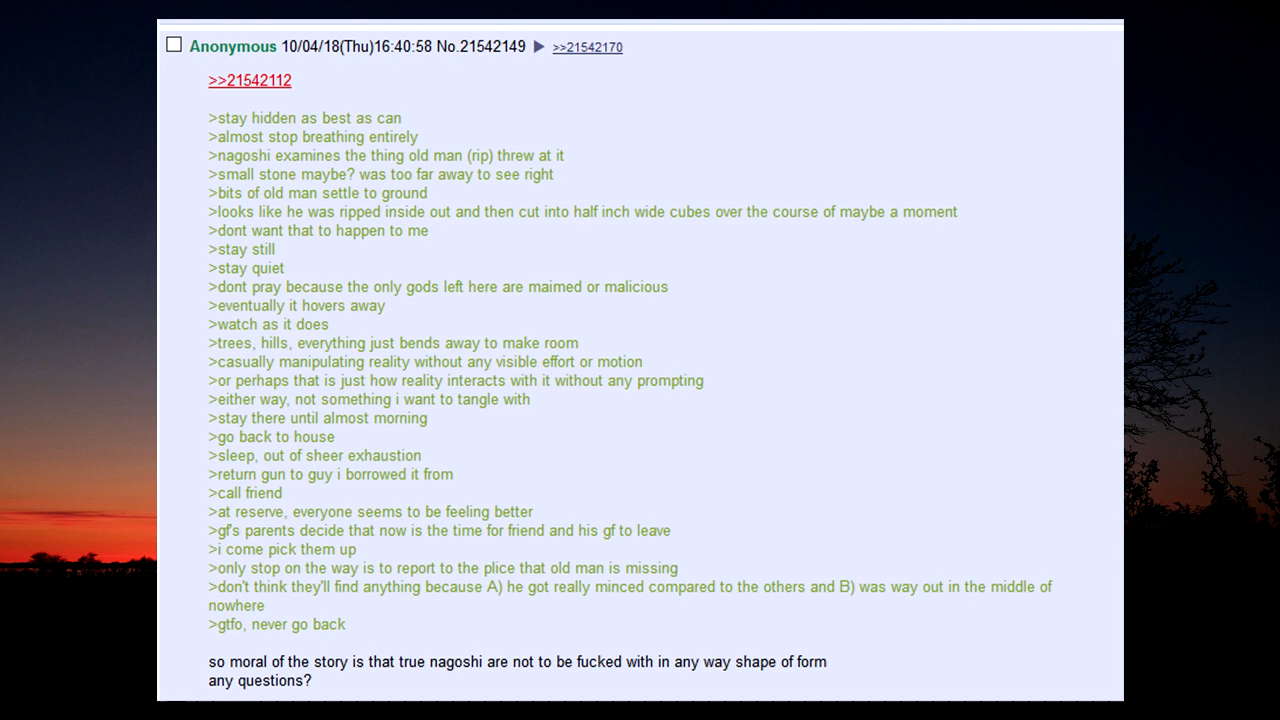 Anonymous 10/04/18(Thu)16:40:58 No.21542149 ▶ >>21542170
>>21542112
>stay hidden as best as can
>almost stop breathing entirely
>nagoshi examines the thing old man (rip) threw at it
>small stone maybe? was too far away to see right
>bits of old man settle to ground
>looks like he was ripped inside out and then cut into half inch wide cubes over the course of maybe a moment
>dont want that to happen to me
>stay still
>stay quiet
>dont pray because the only gods left here are maimed or malicious
>eventually it hovers away
>watch as it does
>trees, hills, everything just bends away to make room
>casually manipulating reality without any visible effort or motion
>or perhaps that is just how reality interacts with it without any prompting
>either way, not something i want to tangle with
>stay there until almost morning
>go back to house
>sleep, out of sheer exhaustion
>return gun to guy i borrowed it from
>call friend
>at reserve, everyone seems to be feeling better
>gf's parents decide that now is the time for friend and his gf to leave
>i come pick them up
>only stop on the way is to report to the plice that old man is missing
>don't think they'll find anything because A) he got really minced compared to the others and B) was way out in the middle of
nowhere
>gtfo, never go back
so moral of the story is that true nagoshi are not to be fucked with in any way shape of form
any questions?